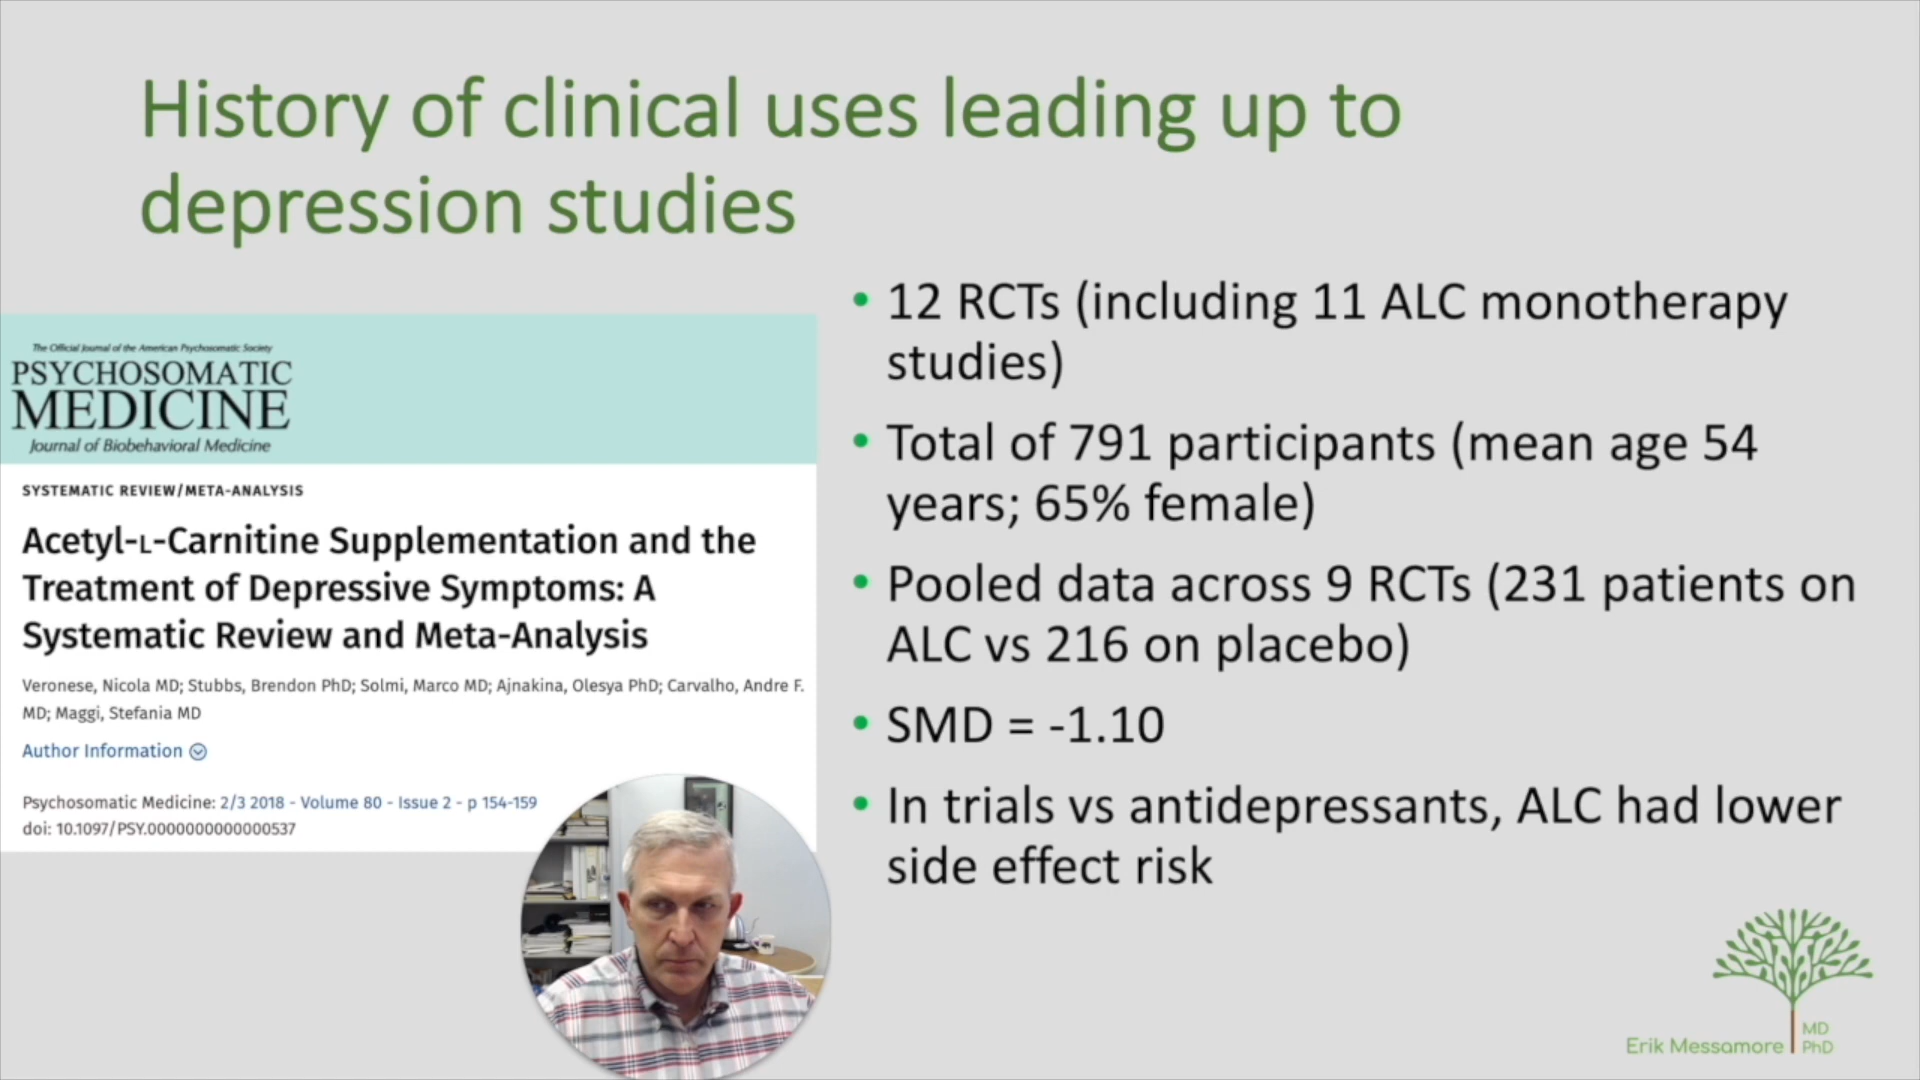 History of clinical uses leading up to
depression studies
The Official Journal of the American Psychosomatic Society
PSYCHOSOMATIC
MEDICINE
Journal of Biobehavioral Medicine
SYSTEMATIC REVIEW/META-ANALYSIS
Acetyl-L-Carnitine Supplementation and the
Treatment of Depressive Symptoms: A
Systematic Review and Meta-Analysis
Veronese, Nicola MD; Stubbs, Brendon PhD; Solmi, Marco MD; Ajnakina, Olesya PhD; Carvalho, Andre F.
MD; Maggi, Stefania MD
Author Information
Psychosomatic Medicine: 2/3 2018 - Volume 80 - Issue 2 - p 154-159
doi: 10.1097/PSY.0000000000000537
• 12 RCTs (including 11 ALC monotherapy
studies)
• Total of 791 participants (mean age 54
years; 65% female)
• Pooled data across 9 RCTs (231 patients on
ALC vs 216 on placebo)
• SMD = -1.10
• In trials vs antidepressants, ALC had lower
side effect risk
Erik Messamore
MD
PhD